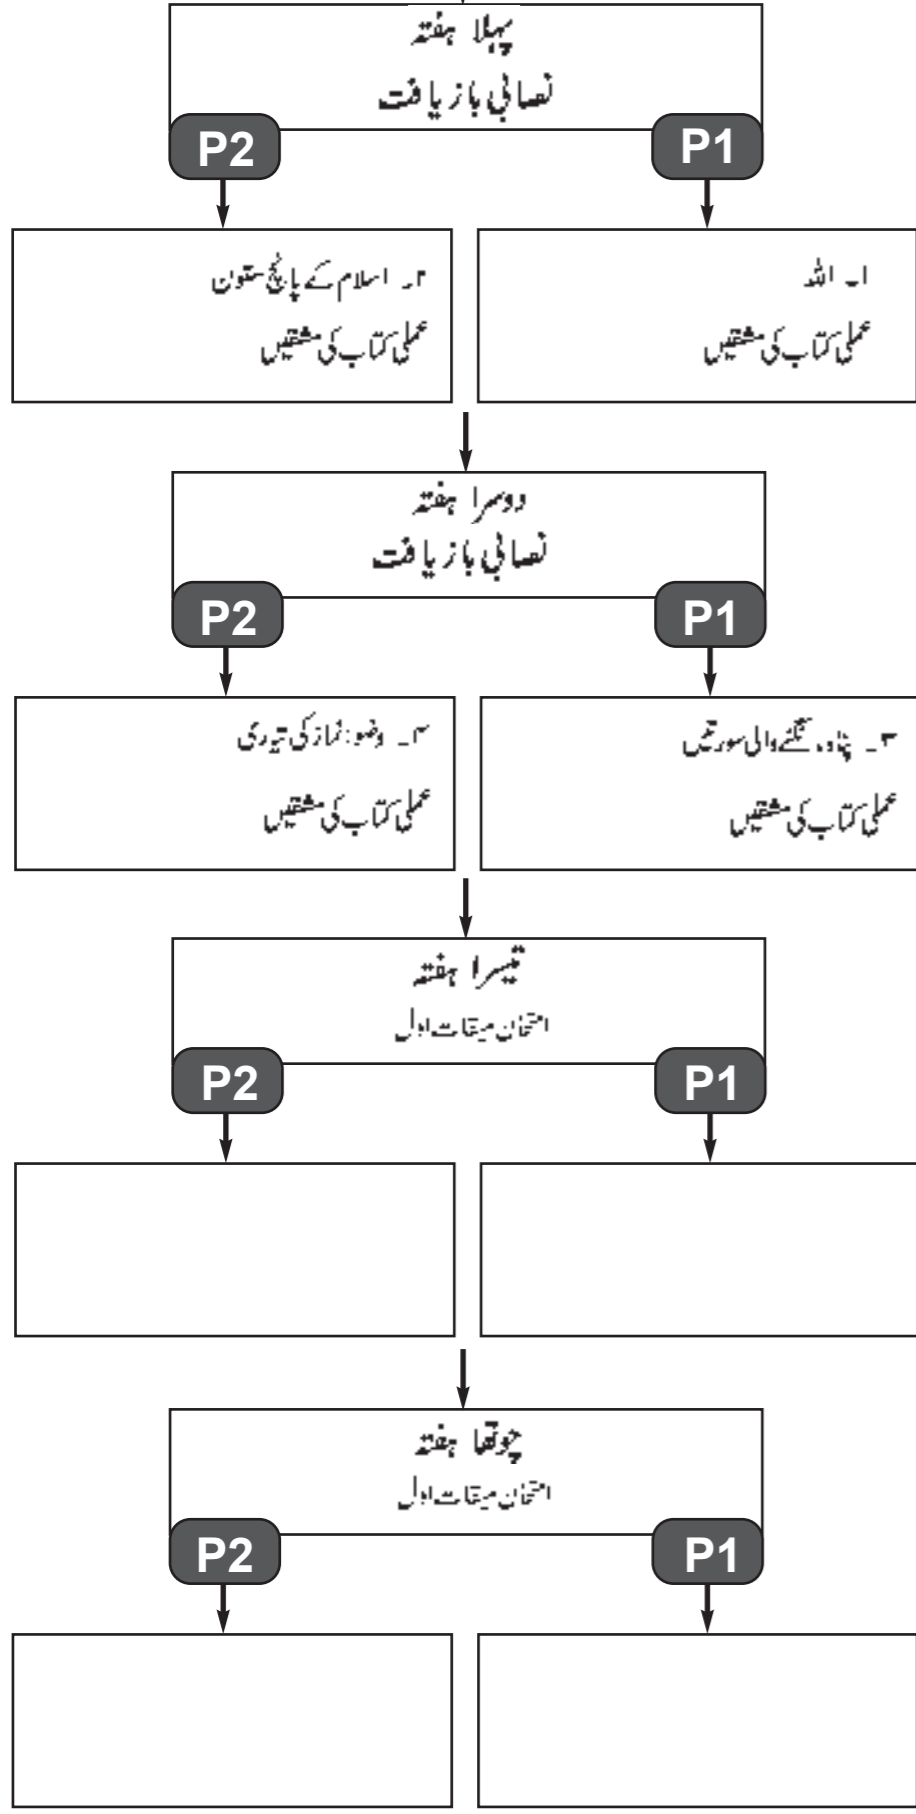 پہلا ہفتہ
نصابی بازیافت
P1
P2
۱۔ اللہ
عملی کتاب کی مشقیں
۲۔ اسلام کے پانچ ستون
عملی کتاب کی مشقیں
دوسرا ہفتہ
نصابی بازیافت
P1
P2
۳۔ پناہ مانگنے والی سورتیں
عملی کتاب کی مشقیں
۴۔ وضو: نماز کی تیاری
عملی کتاب کی مشقیں
تیسرا ہفتہ
امتحان میقات اول
P1
P2
چوتھا ہفتہ
امتحان میقات اول
P1
P2